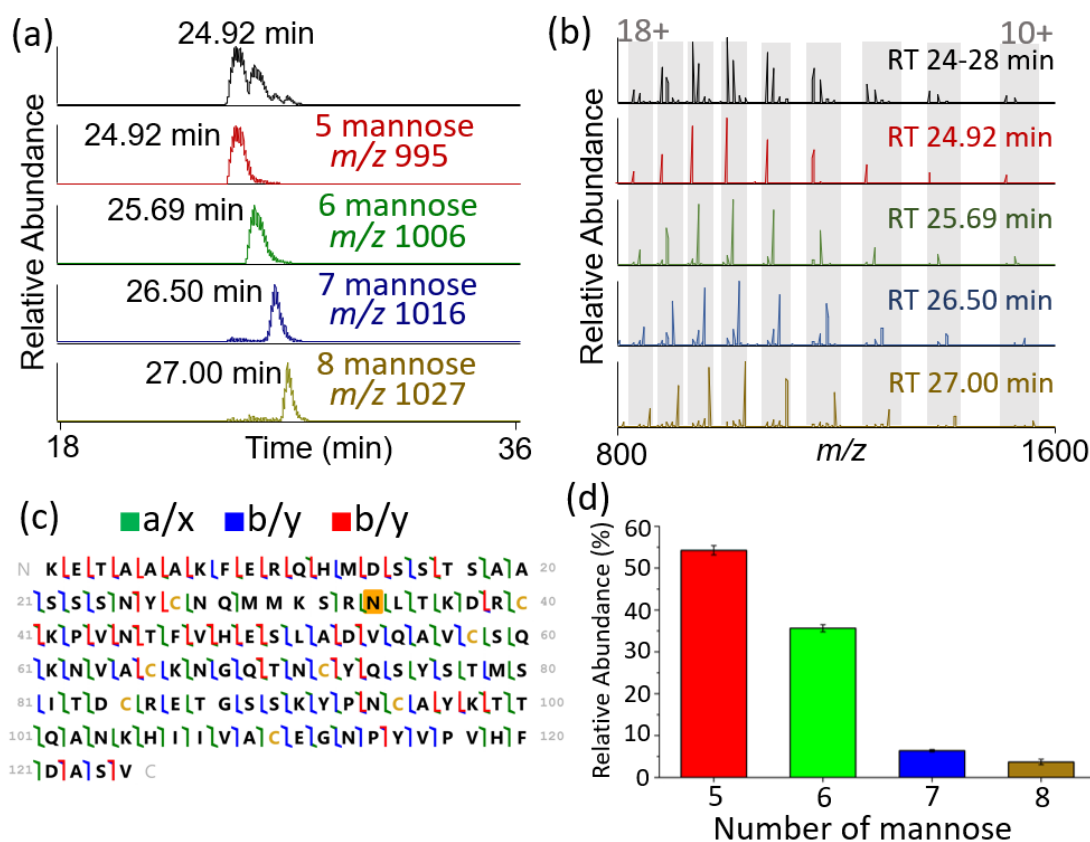 (a)
24.92 min
24.92 min
5 mannose
m/z 995
25.69 min
6 mannose
m/z 1006
26.50 min
7 mannose
m/z 1016
27.00 min
8 mannose
m/z 1027
Relative Abundance
18
Time (min)
36
(b)
18+
10+
RT 24-28 min
RT 24.92 min
RT 25.69 min
RT 26.50 min
RT 27.00 min
Relative Abundance
800
m/z
1600
(c)
a/x b/y b/y
N K E T A A A K F E R Q H M D S S T S A A 20
21 S S S N Y C N Q M M K S R N L T K D R C 40
41 K P V N T F V H E S L A D V Q A V C S Q 60
61 K N V A C K N G Q T N C Y Q S Y S T M S 80
81 I T D C R E T G S S K Y P N C A Y K T T 100
101 Q A N K H I I V A C E G N P Y V P V H F 120
121 D A S V C
(d)
60
50
40
30
20
10
0
Relative Abundance (%)
5 6 7 8
Number of mannose